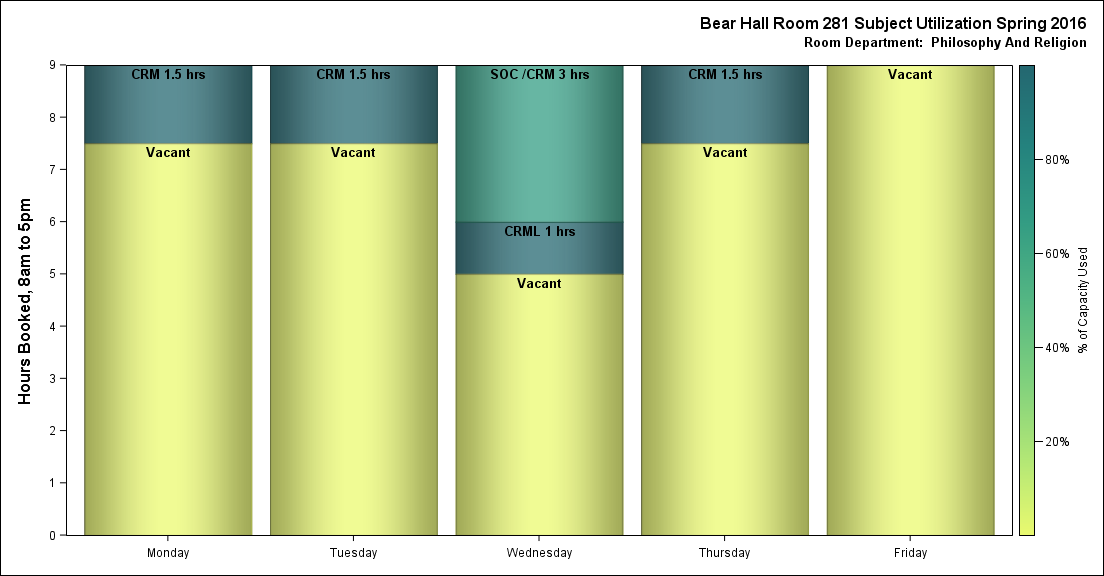 Bear Hall Room 281 Subject Utilization Spring 2016
Room Department:  Philosophy And Religion
Hours Booked, 8am to 5pm
9
8
7
6
5
4
3
2
1
0
CRM 1.5 hrs
Vacant
CRM 1.5 hrs
Vacant
SOC /CRM 3 hrs
CRML 1 hrs
Vacant
CRM 1.5 hrs
Vacant
Vacant
Monday
Tuesday
Wednesday
Thursday
Friday
80%
60%
40%
20%
% of Capacity Used